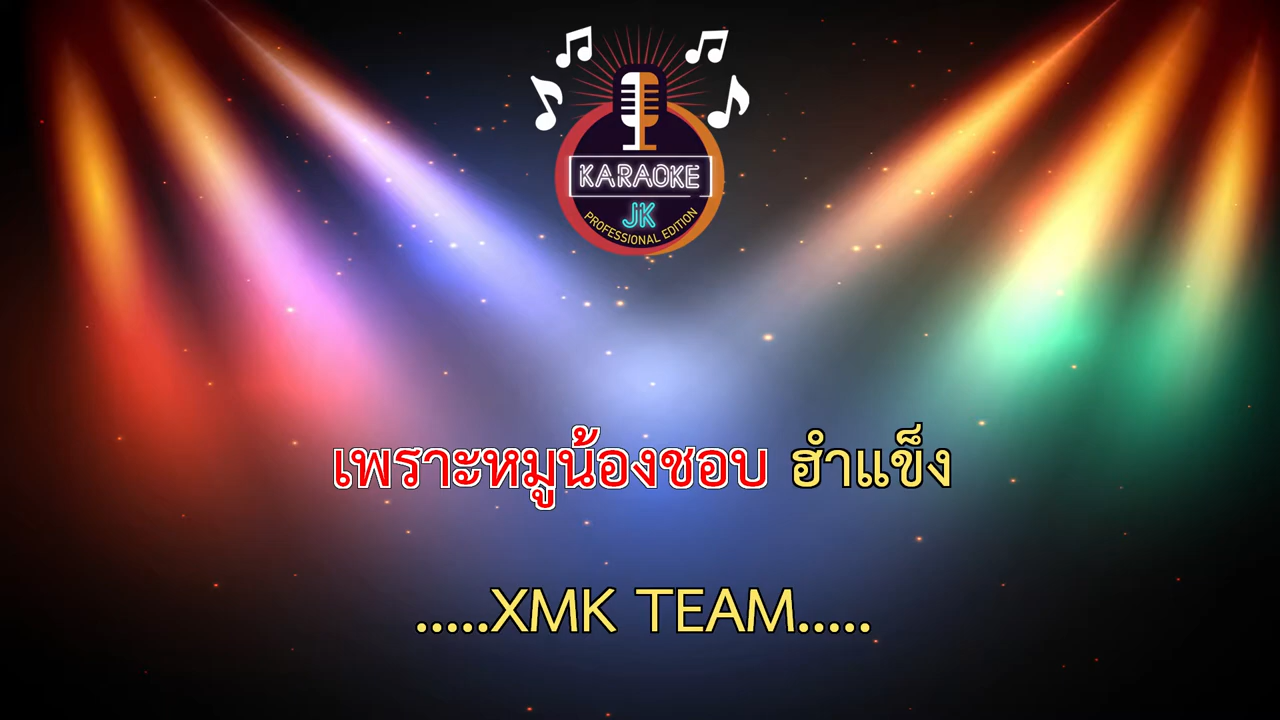 KARAOKE
JK
PROFESSIONAL EDITION
เพราะหมูน้องชอบ ฮำแข็ง
.....XMK TEAM.....